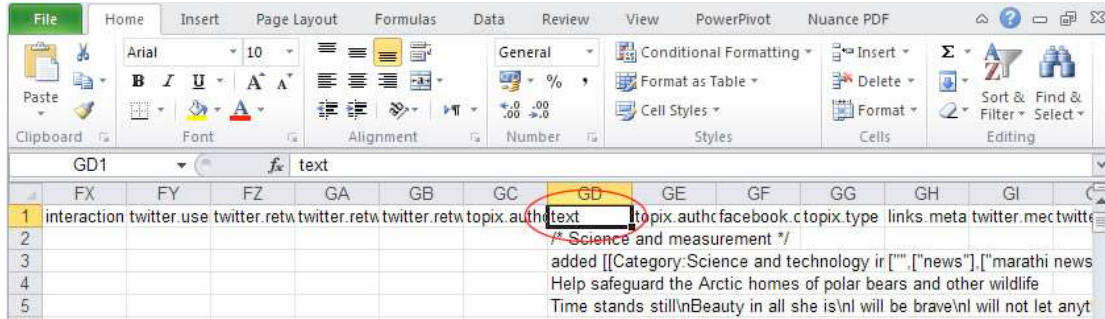 File Home Insert Page Layout Formulas Data Review View PowerPivot Nuance PDF
Arial 10 General Conditional Formatting Insert Σ
Paste B I U A A % , Format as Table Delete Sort & Find &
A .00 .00 Cell Styles Format Filter Select
Clipboard Font Alignment Number Styles Cells Editing
GD1 fx text
FX FY FZ GA GB GC GD GE GF GG GH GI
1 interaction twitter.use twitter.retw twitter.retw twitter.retw topix.autho text topix.autho facebook.c topix.type links.meta twitter.mec twitte
2 /* Science and measurement */
3 added [[Category:Science and technology ir ["",["news"],["marathi news
4 Help safeguard the Arctic homes of polar bears and other wildlife
5 Time stands still\nBeauty in all she is\nI will be brave\nI will not let anyt